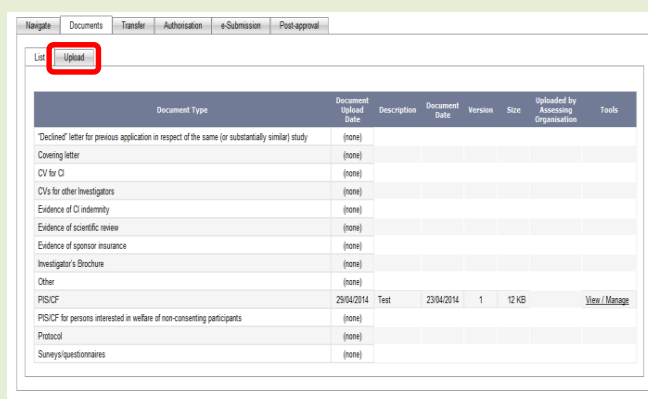 Navigate Documents Transfer Authorisation e-Submission Post-approval
List Upload
Document Type Document Upload Date Description Document Date Version Size Uploaded by Assessing Organisation Tools
"Declined" letter for previous application in respect of the same (or substantially similar) study (none)
Covering letter (none)
CV for CI (none)
CVs for other Investigators (none)
Evidence of CI indemnity (none)
Evidence of scientific review (none)
Evidence of sponsor insurance (none)
Investigator's Brochure (none)
Other (none)
PIS/CF 29/04/2014 Test 23/04/2014 1 12 KB View / Manage
PIS/CF for persons interested in welfare of non-consenting participants (none)
Protocol (none)
Surveys/questionnaires (none)